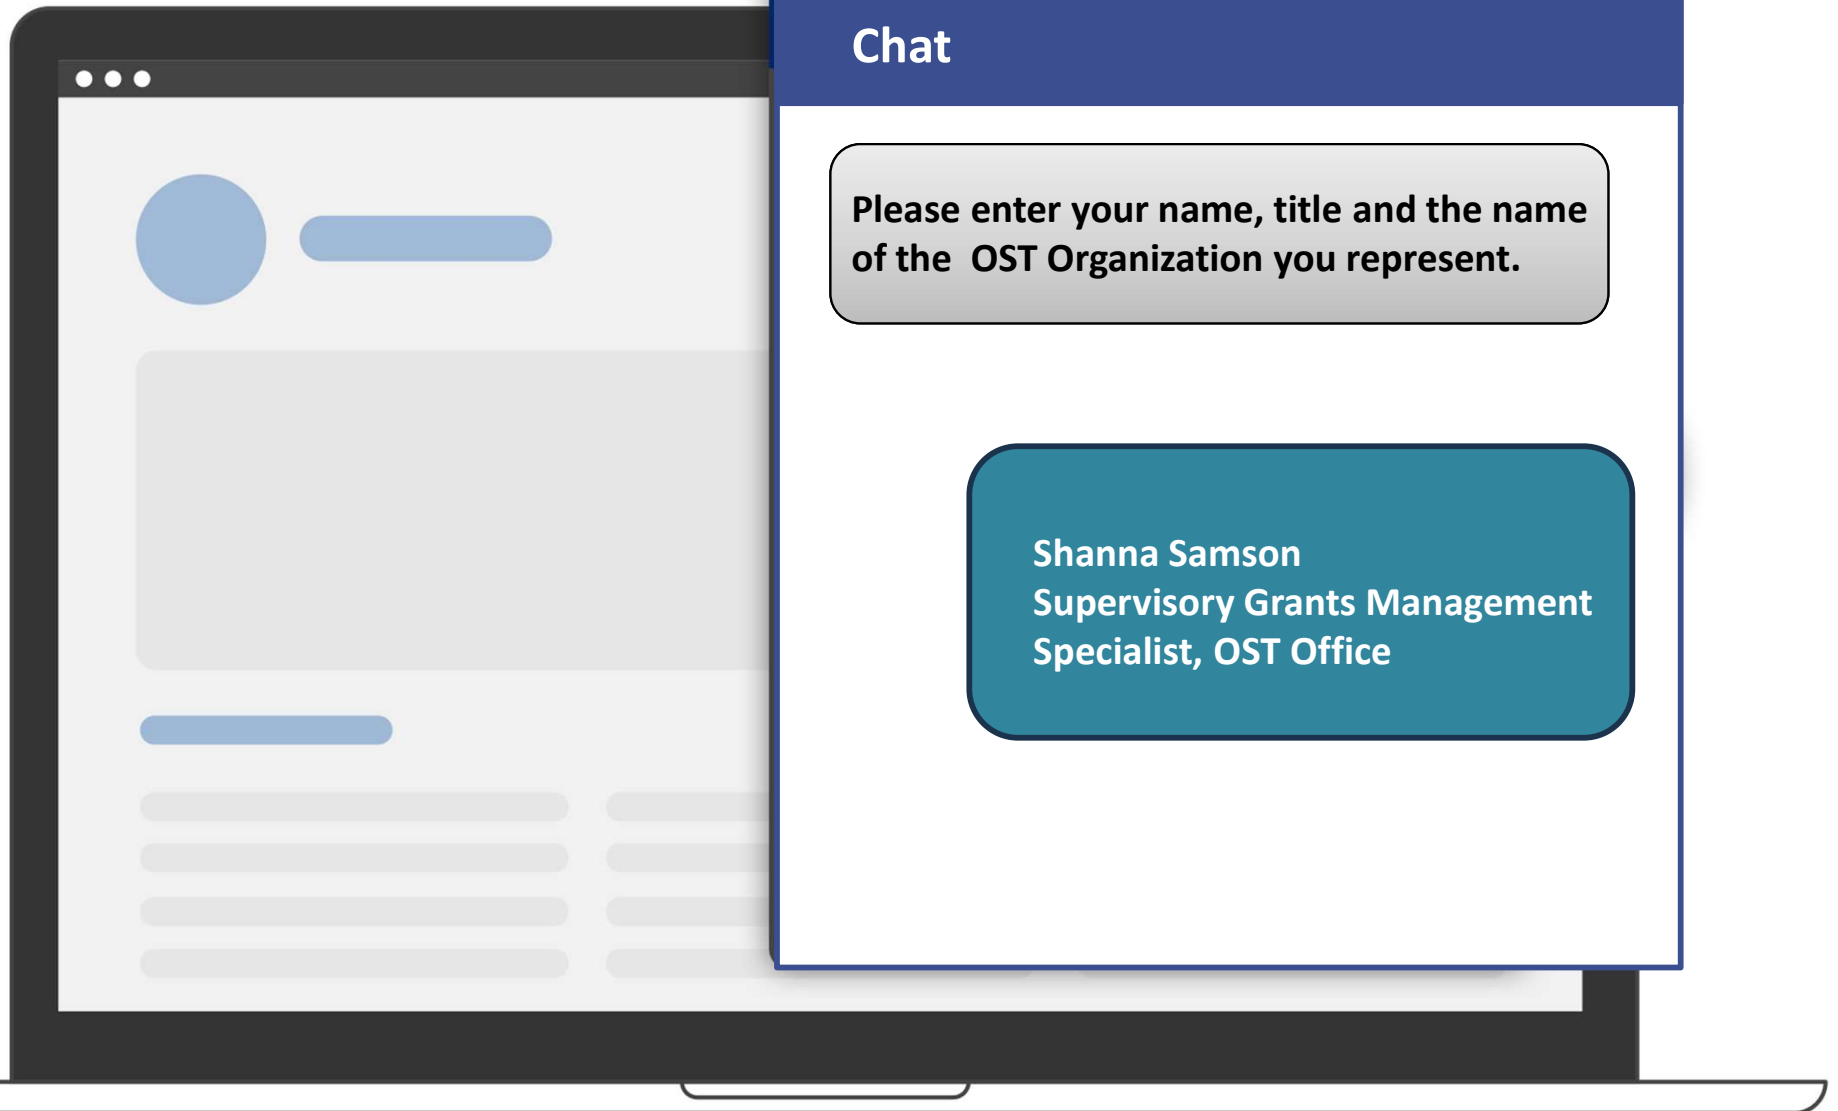 Chat
Please enter your name, title and the name
of the  OST Organization you represent.
Shanna Samson
Supervisory Grants Management
Specialist, OST Office